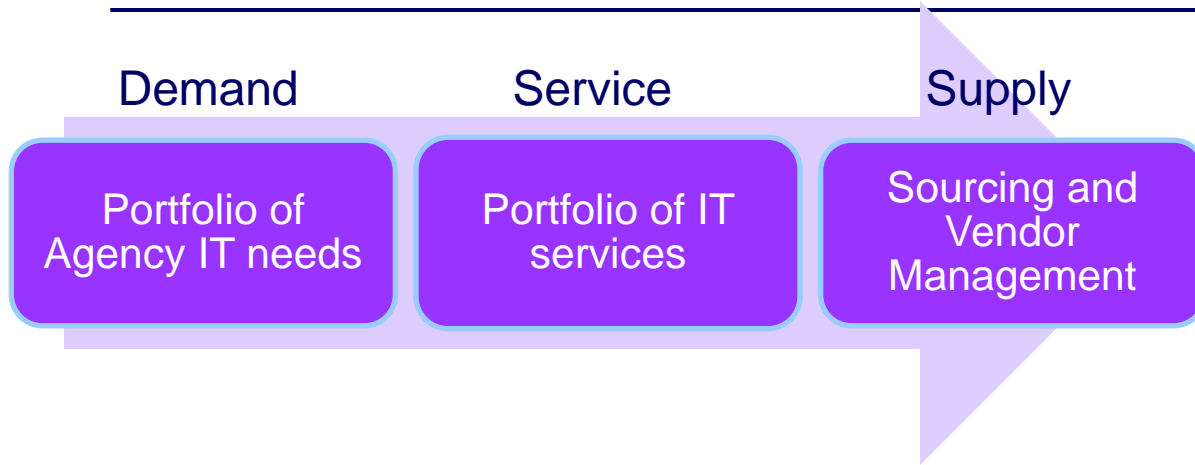 Demand
Service
Supply
Portfolio of
Agency IT needs
Portfolio of IT
services
Sourcing and
Vendor
Management